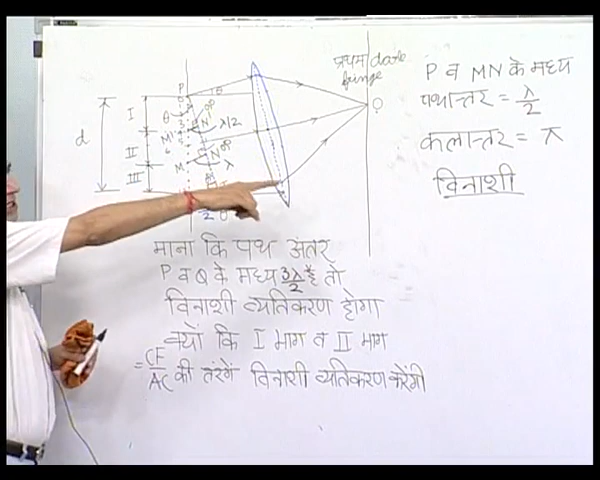 प्रथम dark
fringe
P
θ
I
d
θ
N'
λ/2
M'
II
N
M
λ
III
O
P व MN के मध्य
पथान्तर = λ/2
कलान्तर = π
विनाशी
माना कि पथ अंतर
P व Q के मध्य 3λ/2 है तो
विनाशी व्यतिकरण होगा
क्यों कि I भाग व II भाग
= CF/AC की तरंगें विनाशी व्यतिकरण करेंगी